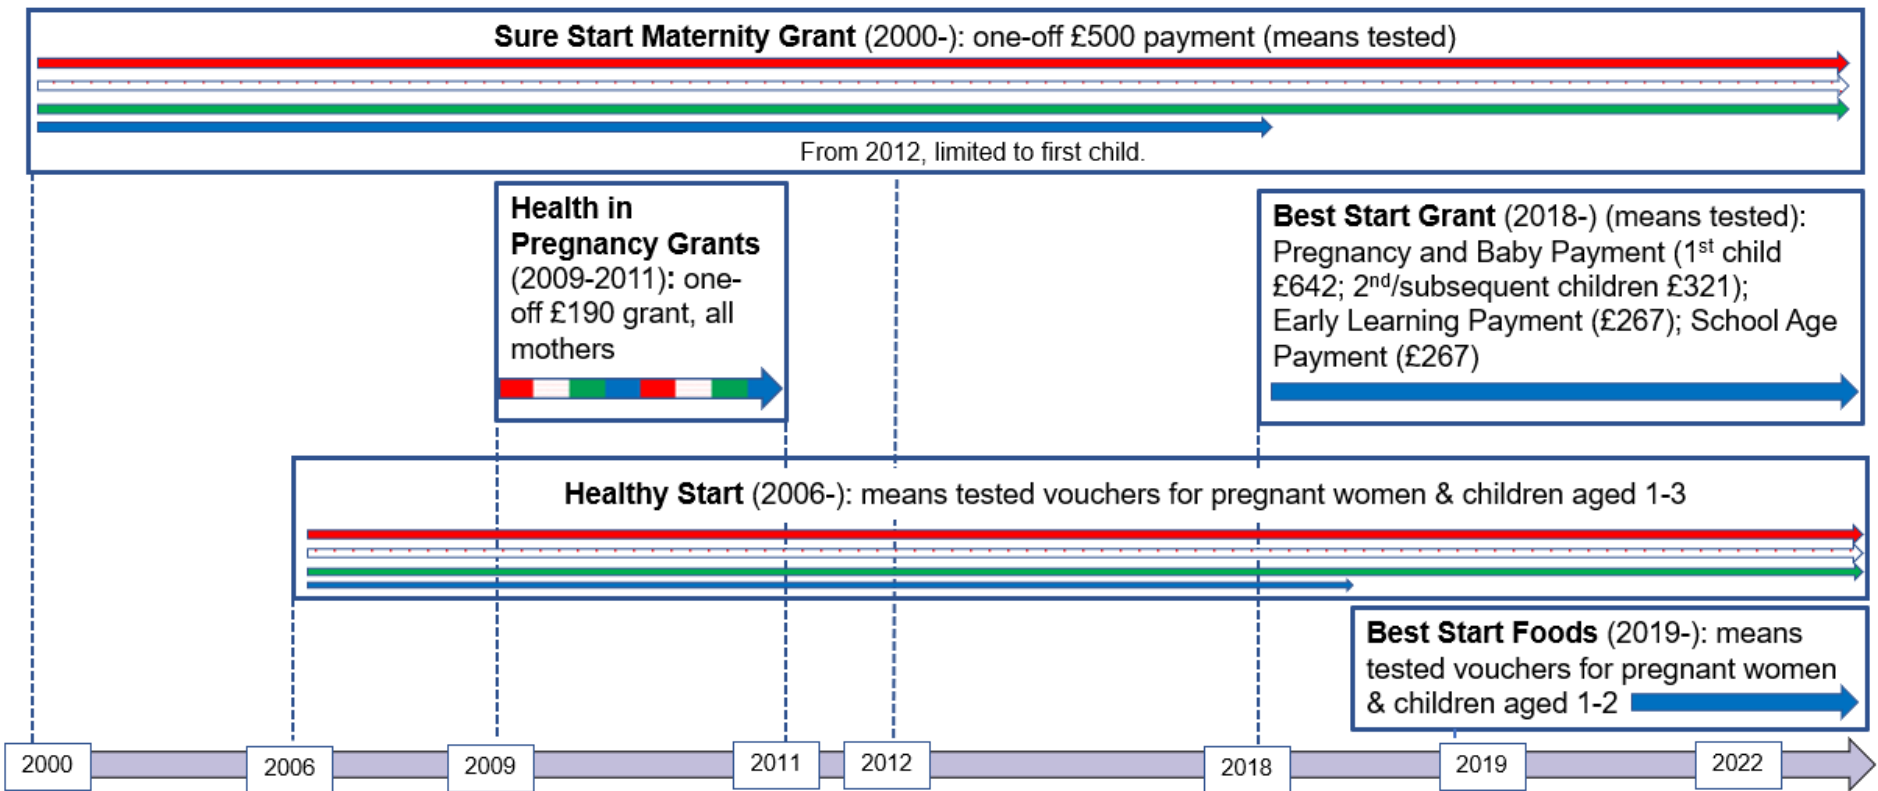 Sure Start Maternity Grant (2000-): one-off £500 payment (means tested)
From 2012, limited to first child.
Health in
Pregnancy Grants
(2009-2011): one-
off £190 grant, all
mothers
Best Start Grant (2018-) (means tested):
Pregnancy and Baby Payment (1st child
£642; 2nd/subsequent children £321);
Early Learning Payment (£267); School Age
Payment (£267)
Healthy Start (2006-): means tested vouchers for pregnant women & children aged 1-3
Best Start Foods (2019-): means
tested vouchers for pregnant women
& children aged 1-2
2000
2006
2009
2011
2012
2018
2019
2022